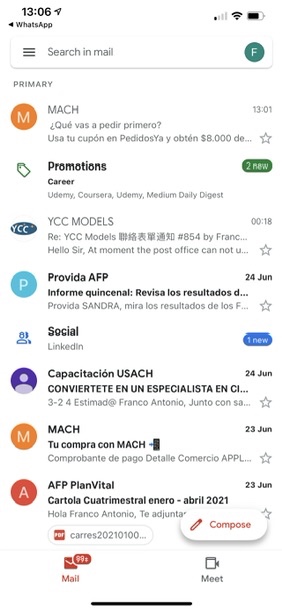 13:06
WhatsApp
Search in mail
F
PRIMARY
M
MACH
13:01
¿Qué vas a pedir primero?
Usa tu cupón en PedidosYa y obtén $8.000 de...
Promotions
2 new
Career
Udemy, Coursera, Udemy, Medium Daily Digest
YCC
YCC MODELS
00:18
Re: YCC Models 聯絡表單通知 #854 by Franc...
Hello Sir, At moment the post office can not u...
P
Provida AFP
24 Jun
Informe quincenal: Revisa los resultados d...
Provida SANDRA, mira los resultados de los F...
Social
1 new
LinkedIn
Capacitación USACH
24 Jun
CONVIERTETE EN UN ESPECIALISTA EN CI...
3-2 4 Estimad@ Franco Antonio, Junto con sa...
M
MACH
23 Jun
Tu compra con MACH
Comprobante de pago Detalle Comercio APPL...
A
AFP PlanVital
23 Jun
Cartola Cuatrimestral enero - abril 2021
Hola Franco Antonio, Te adjunta
Compose
PDF
carres20210100...
99+
Mail
Meet